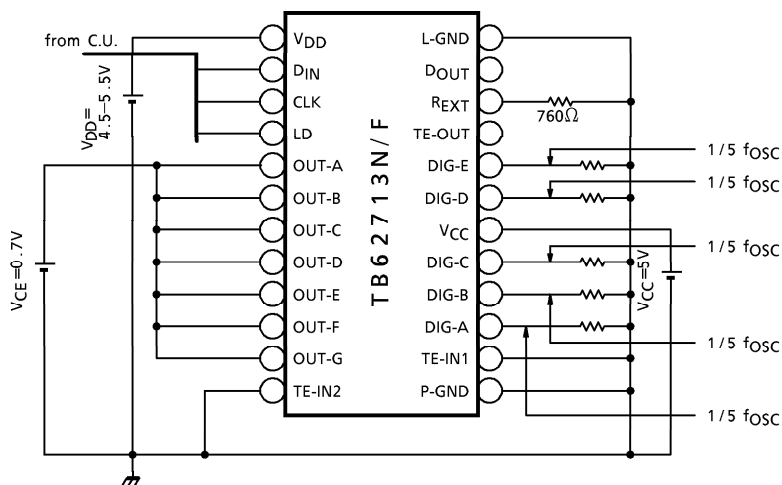 from C.U.
VDD=
4.5–5.5V
VCE=0.7V
VDD
DIN
CLK
LD
OUT-A
OUT-B
OUT-C
OUT-D
OUT-E
OUT-F
OUT-G
TE-IN2
TB62713N/F
L-GND
DOUT
REXT
TE-OUT
DIG-E
DIG-D
VCC
DIG-C
DIG-B
DIG-A
TE-IN1
P-GND
760Ω
VCC=5V
1/5 fOSC
1/5 fOSC
1/5 fOSC
1/5 fOSC
1/5 fOSC